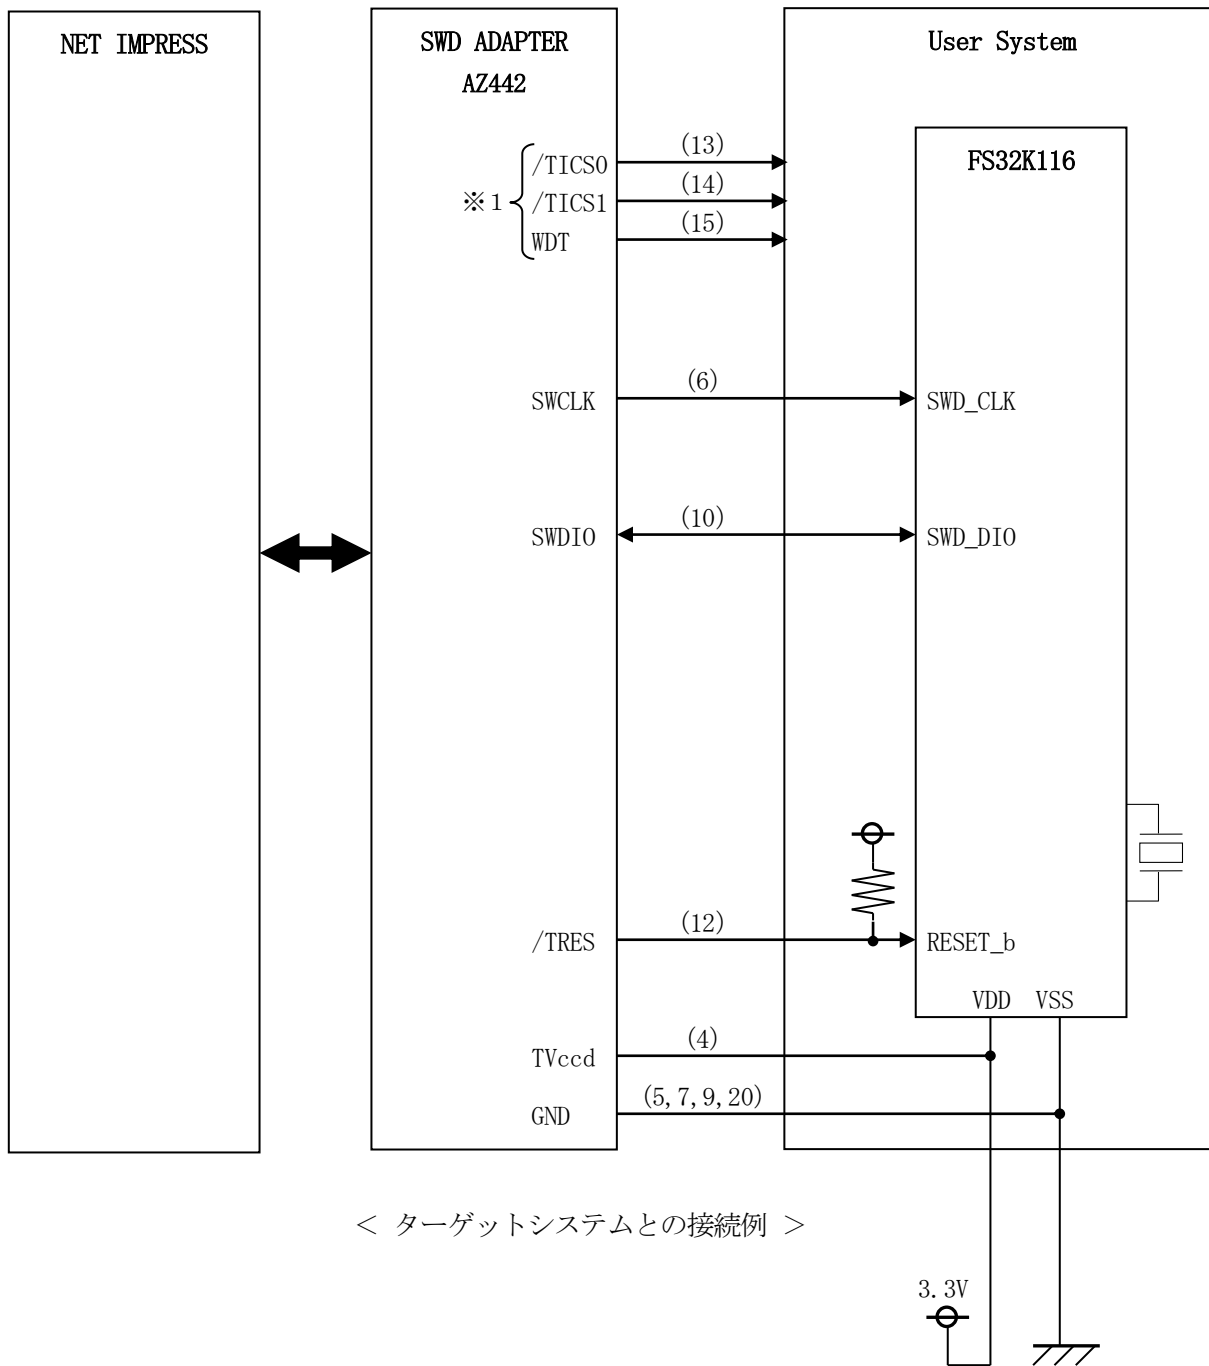 NET IMPRESS
SWD ADAPTER
AZ442
User System
FS32K116
※1
/TICS0
(13)
/TICS1
(14)
WDT
(15)
SWCLK
(6)
SWD_CLK
SWDIO
(10)
SWD_DIO
/TRES
(12)
RESET_b
VDD VSS
TVccd
(4)
GND
(5,7,9,20)
< ターゲットシステムとの接続例 >
3.3V